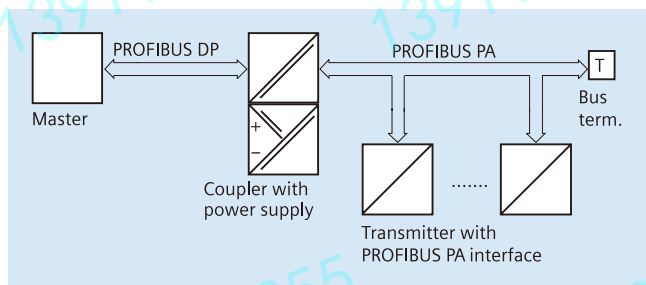 PROFIBUS DP
PROFIBUS PA
T
Master
Bus
term.
+
−
Coupler with
power supply
.......
Transmitter with
PROFIBUS PA interface